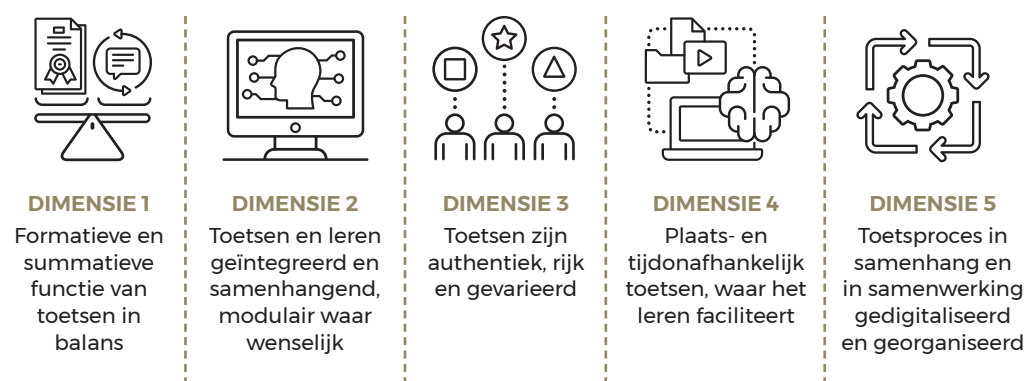 DIMENSIE 1
Formatieve en
summatieve
functie van
toetsen in
balans
DIMENSIE 2
Toetsen en leren
geïntegreerd en
samenhangend,
modulair waar
wenselijk
DIMENSIE 3
Toetsen zijn
authentiek, rijk
en gevarieerd
DIMENSIE 4
Plaats- en
tijdonafhankelijk
toetsen, waar het
leren faciliteert
DIMENSIE 5
Toetsproces in
samenhang en
in samenwerking
gedigitaliseerd
en georganiseerd